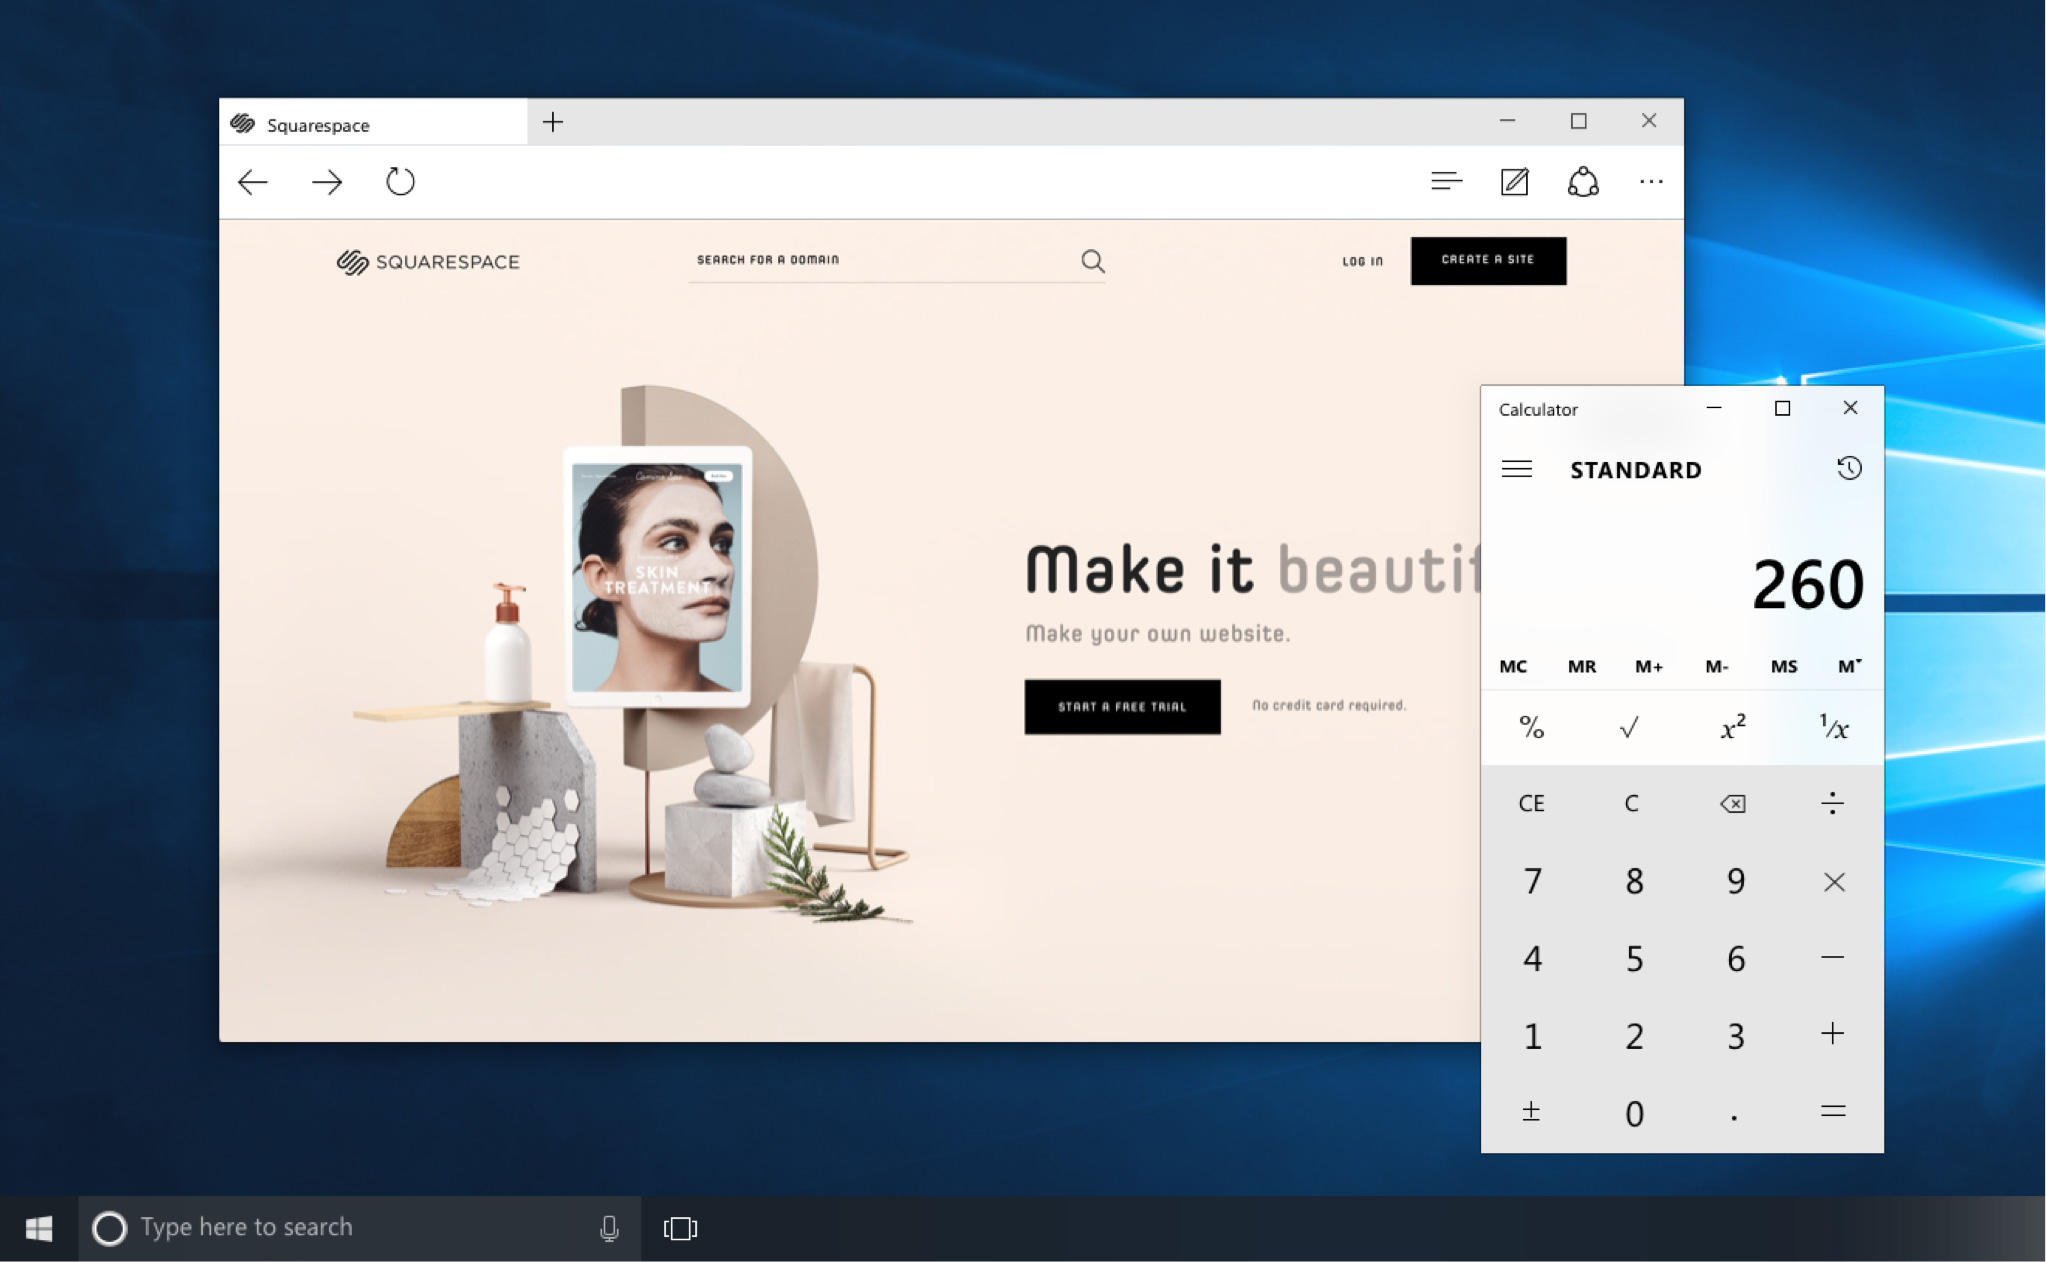 Squarespace
SQUARESPACE
SEARCH FOR A DOMAIN
LOG IN
CREATE A SITE
SKIN
TREATMENT
Make it beautif
Make your own website.
START A FREE TRIAL
No credit card required.
Calculator
STANDARD
260
MC MR M+ M- MS M▾
% √ x² ¹/x
CE C ÷
7 8 9 ×
4 5 6 −
1 2 3 +
± 0 . =
Type here to search